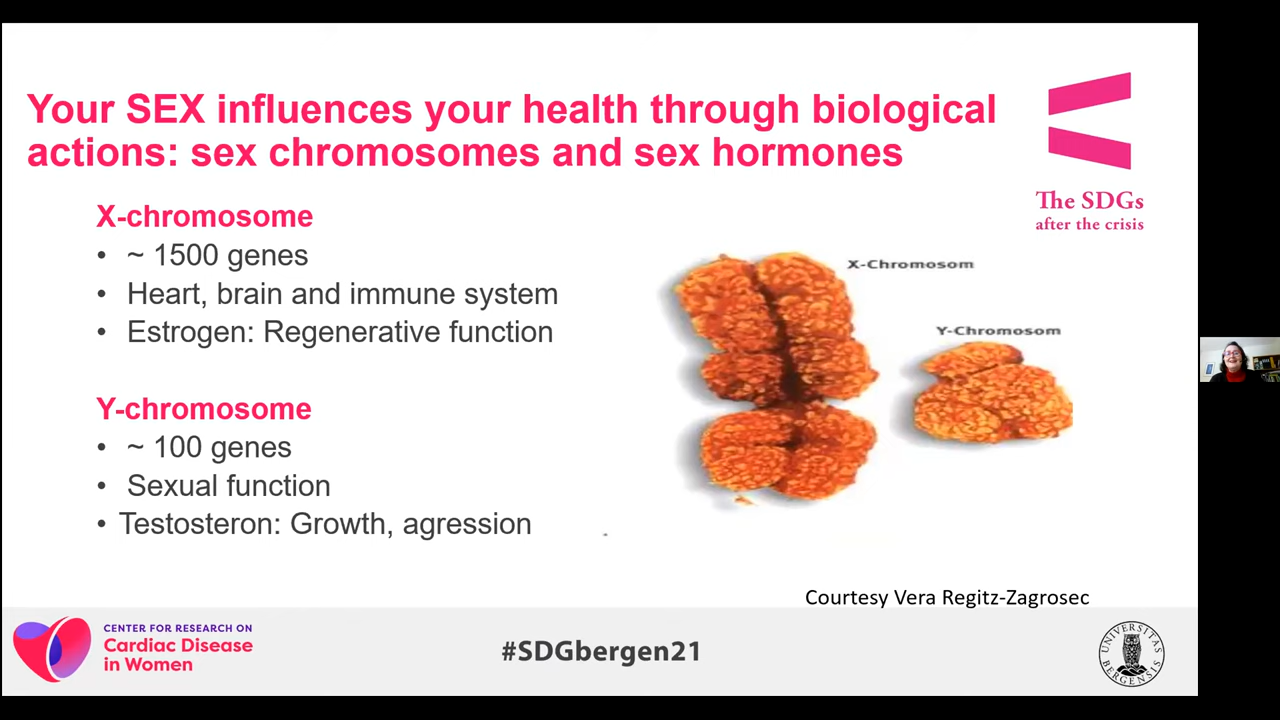 Your SEX influences your health through biological
actions: sex chromosomes and sex hormones
The SDGs
after the crisis
X-chromosome
• ~ 1500 genes
• Heart, brain and immune system
• Estrogen: Regenerative function
X-Chromosom
Y-Chromosom
Y-chromosome
• ~ 100 genes
• Sexual function
• Testosteron: Growth, agression
Courtesy Vera Regitz-Zagrosec
CENTER FOR RESEARCH ON
Cardiac Disease
in Women
#SDGbergen21
UNIVERSITAS
BERGENSIS